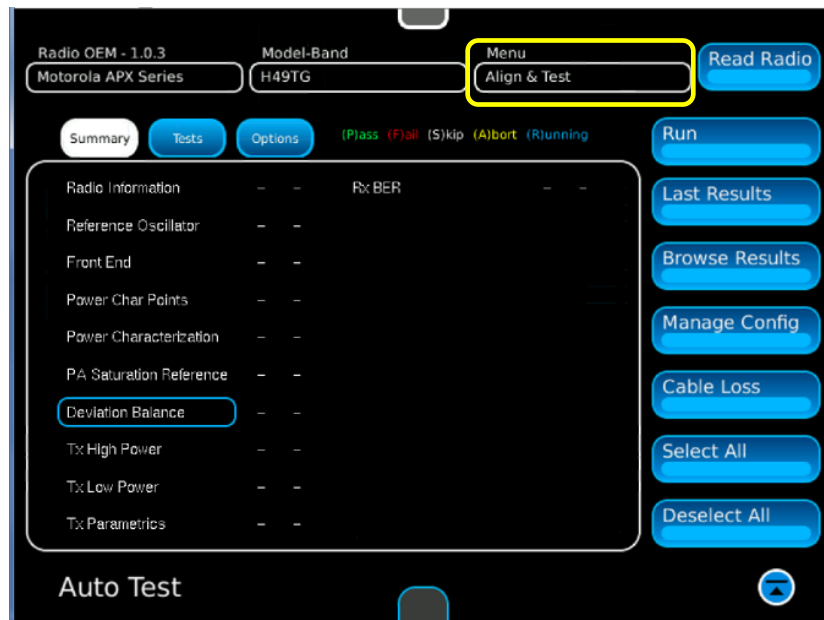 Radio OEM - 1.0.3 Model-Band Menu Read Radio
Motorola APX Series H49TG Align & Test
Summary Tests Options (P)ass (F)ail (S)kip (A)bort (R)unning Run
Radio Information - - Rx BER - - Last Results
Reference Oscillator - -
Front End - - Browse Results
Power Char Points - -
Power Characterization - - Manage Config
PA Saturation Reference - - Cable Loss
Deviation Balance - -
Tx High Power - - Select All
Tx Low Power - -
Tx Parametrics - - Deselect All
Auto Test